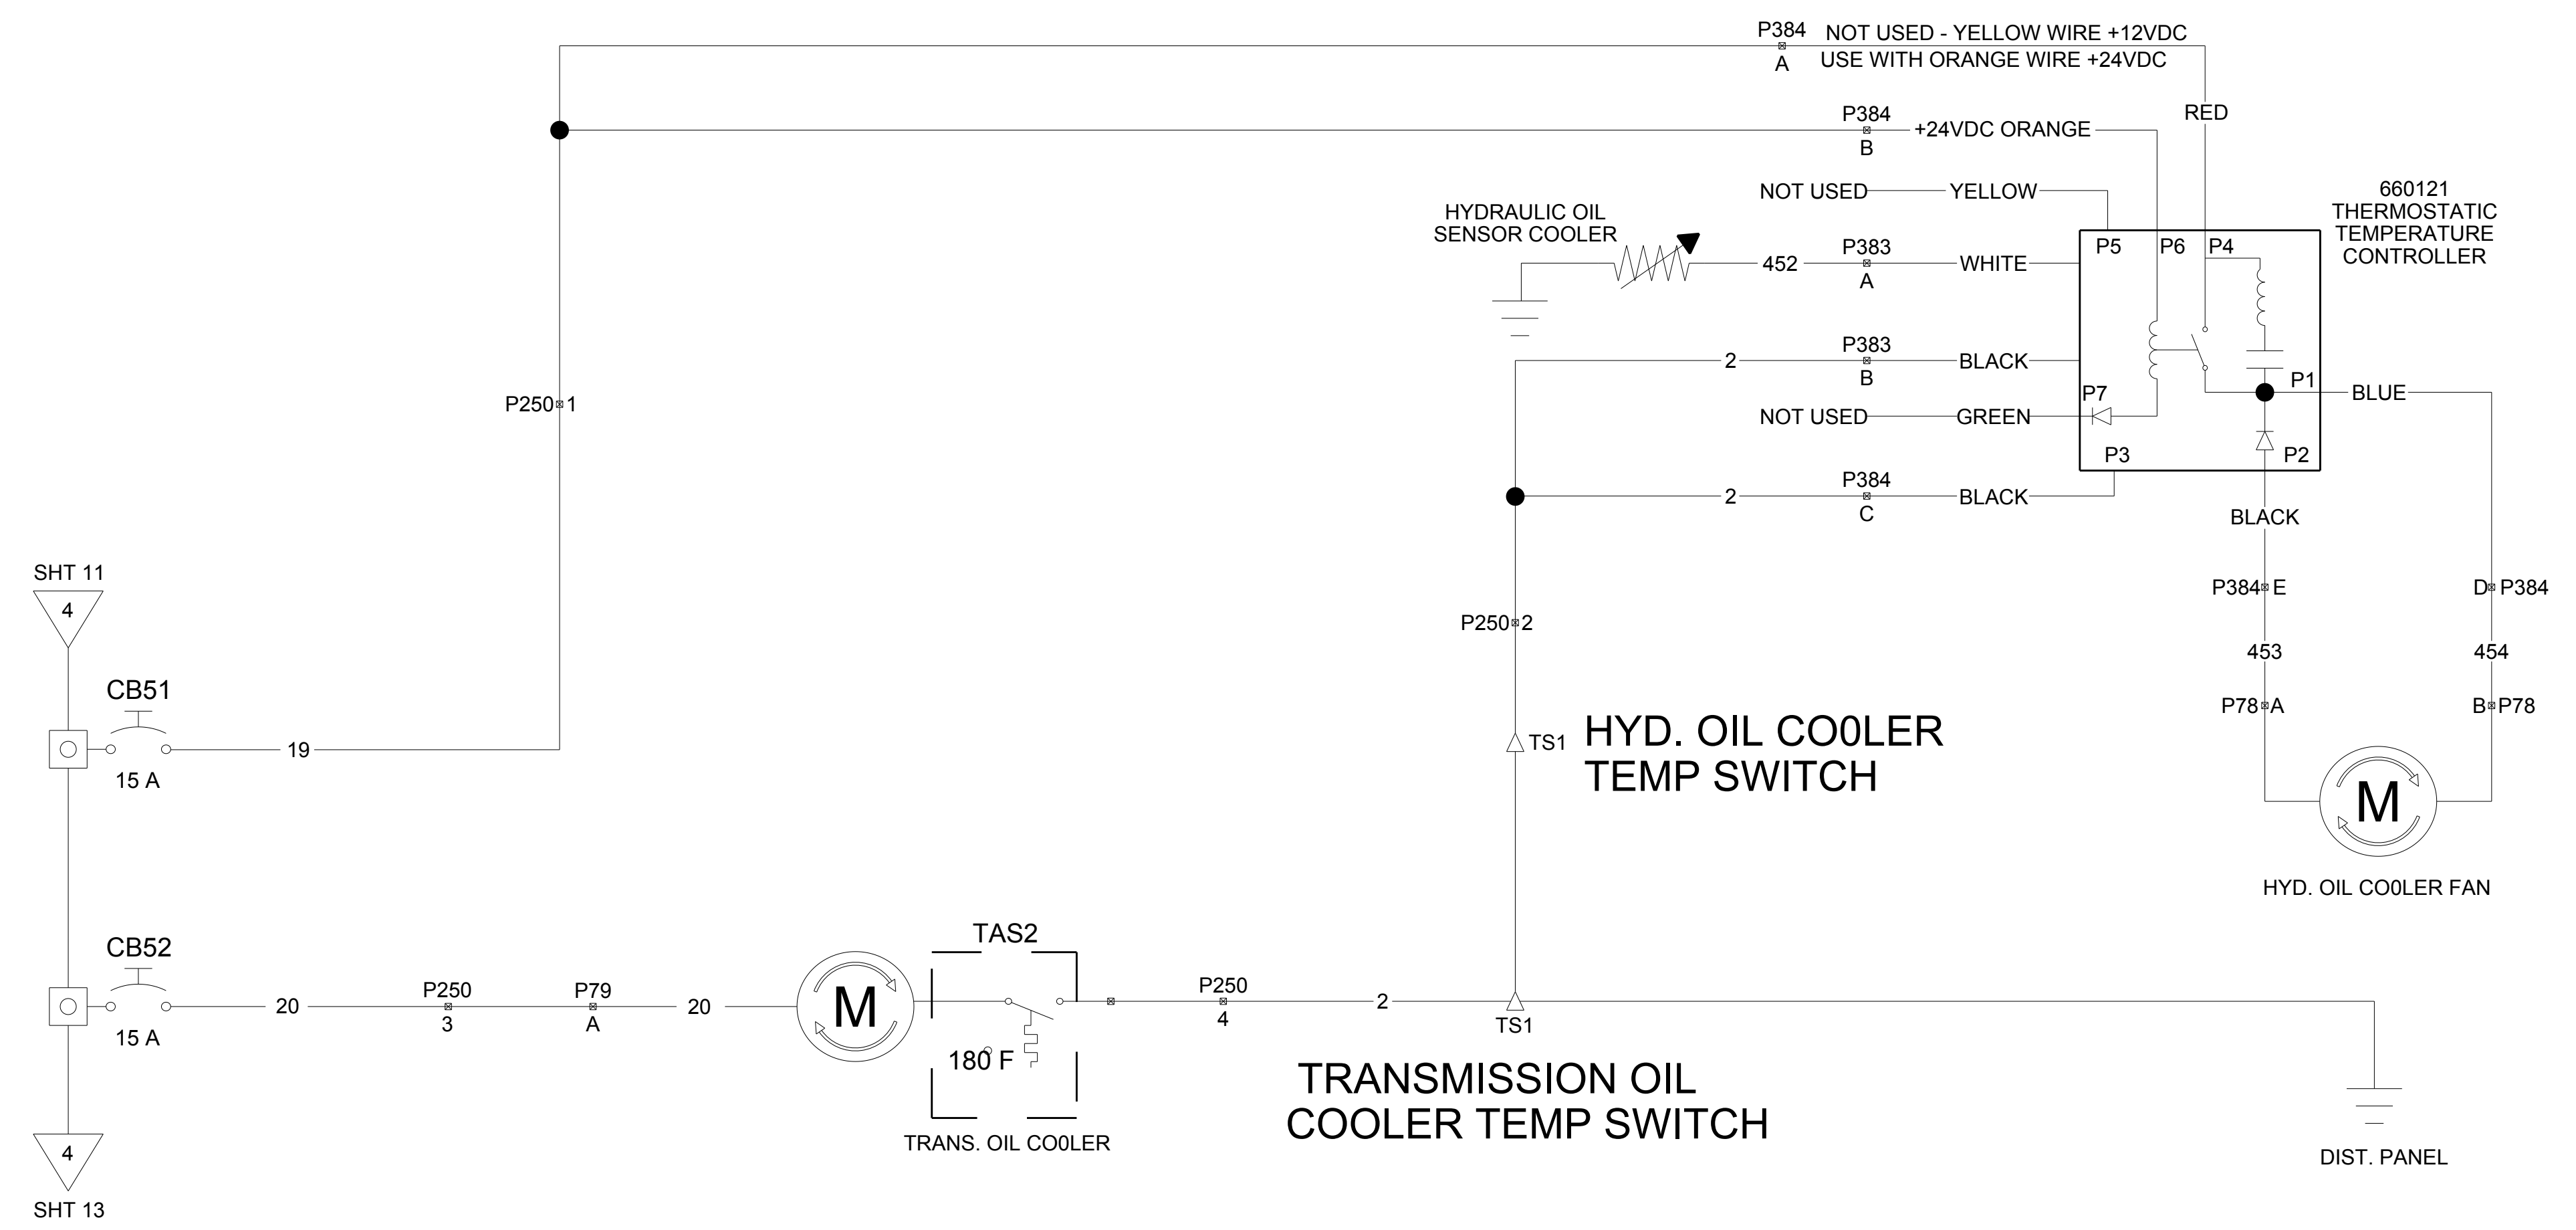 P384
NOT USED - YELLOW WIRE +12VDC
A
USE WITH ORANGE WIRE +24VDC
RED
P384
+24VDC ORANGE
B
NOT USED
YELLOW
660121
THERMOSTATIC
TEMPERATURE
CONTROLLER
HYDRAULIC OIL
SENSOR COOLER
P383
452
WHITE
A
P5
P6
P4
P383
2
BLACK
B
P1
BLUE
P7
NOT USED
GREEN
P3
P2
P384
2
BLACK
C
BLACK
P250
1
SHT 11
4
P384
E
D
P384
P250
2
453
454
CB51
15 A
19
P78
A
B
P78
TS1
HYD. OIL CO0LER
TEMP SWITCH
M
HYD. OIL CO0LER FAN
CB52
15 A
20
P250
3
P79
A
20
M
TAS2
180 F
TRANS. OIL CO0LER
P250
4
2
TS1
TRANSMISSION OIL
COOLER TEMP SWITCH
DIST. PANEL
4
SHT 13